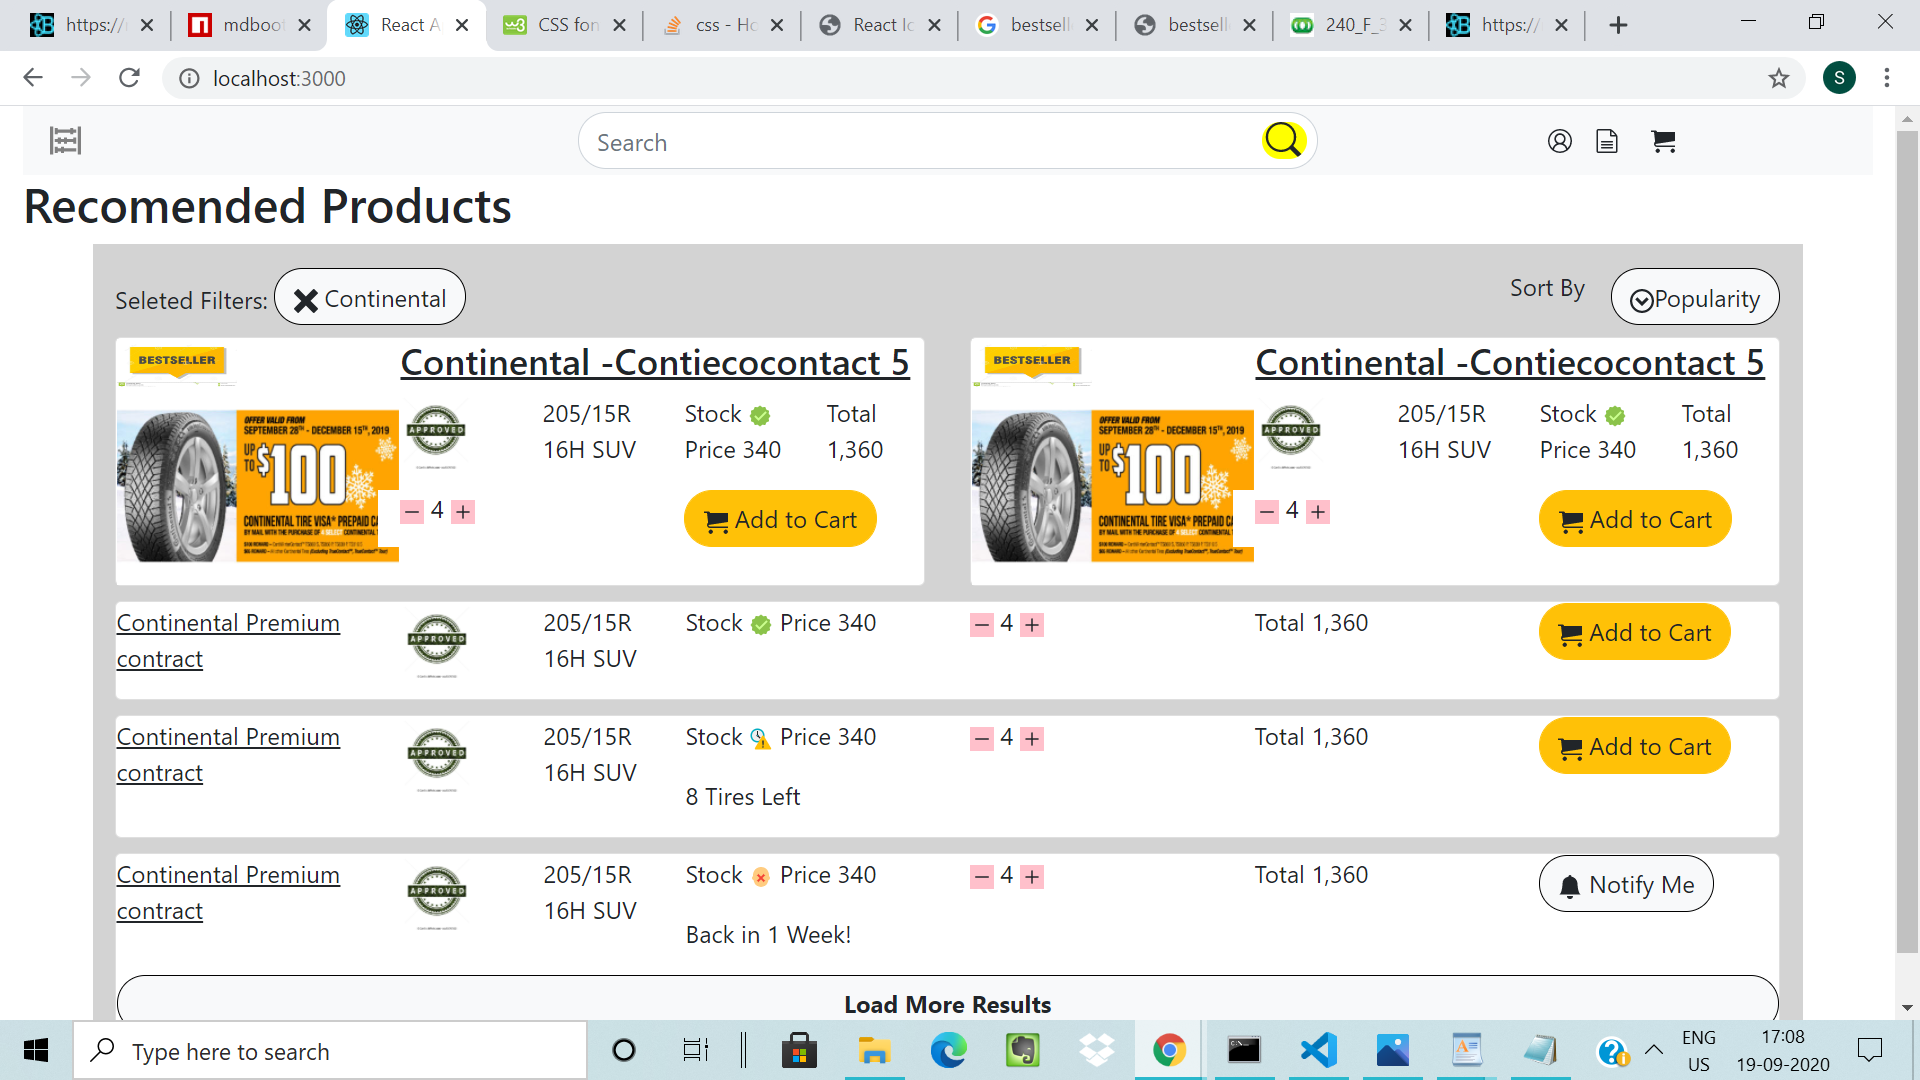 https://
mdboot
React A
CSS fon
css - Ho
React Ic
bestsell
bestsell
240_F_3
https://
localhost:3000
S
Search
Recomended Products
Seleted Filters: Continental
Sort By Popularity
BESTSELLER
Continental -Contiecocontact 5
OFFER VALID FROM
SEPTEMBER 28TH - DECEMBER 15TH, 2019
UP TO $100
CONTINENTAL TIRE VISA* PREPAID CA
APPROVED
205/15R
16H SUV
Stock
Price 340
Total
1,360
4
Add to Cart
BESTSELLER
Continental -Contiecocontact 5
OFFER VALID FROM
SEPTEMBER 28TH - DECEMBER 15TH, 2019
UP TO $100
CONTINENTAL TIRE VISA* PREPAID CA
APPROVED
205/15R
16H SUV
Stock
Price 340
Total
1,360
4
Add to Cart
Continental Premium
contract
APPROVED
205/15R
16H SUV
Stock Price 340
4
Total 1,360
Add to Cart
Continental Premium
contract
APPROVED
205/15R
16H SUV
Stock Price 340
8 Tires Left
4
Total 1,360
Add to Cart
Continental Premium
contract
APPROVED
205/15R
16H SUV
Stock Price 340
Back in 1 Week!
4
Total 1,360
Notify Me
Load More Results
Type here to search
ENG
US
17:08
19-09-2020